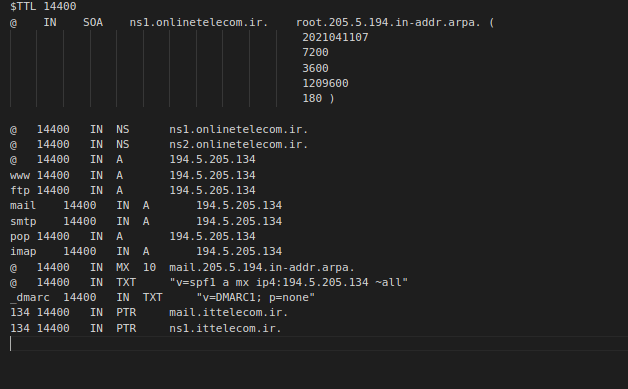 $TTL 14400
@    IN    SOA    ns1.onlinetelecom.ir.    root.205.5.194.in-addr.arpa. (
2021041107
7200
3600
1209600
180 )
@   14400   IN  NS      ns1.onlinetelecom.ir.
@   14400   IN  NS      ns2.onlinetelecom.ir.
@   14400   IN  A       194.5.205.134
www 14400   IN  A       194.5.205.134
ftp 14400   IN  A       194.5.205.134
mail    14400   IN  A       194.5.205.134
smtp    14400   IN  A       194.5.205.134
pop 14400   IN  A       194.5.205.134
imap    14400   IN  A       194.5.205.134
@   14400   IN  MX  10  mail.205.5.194.in-addr.arpa.
@   14400   IN  TXT     "v=spf1 a mx ip4:194.5.205.134 ~all"
_dmarc  14400   IN  TXT     "v=DMARC1; p=none"
134 14400   IN  PTR     mail.ittelecom.ir.
134 14400   IN  PTR     ns1.ittelecom.ir.